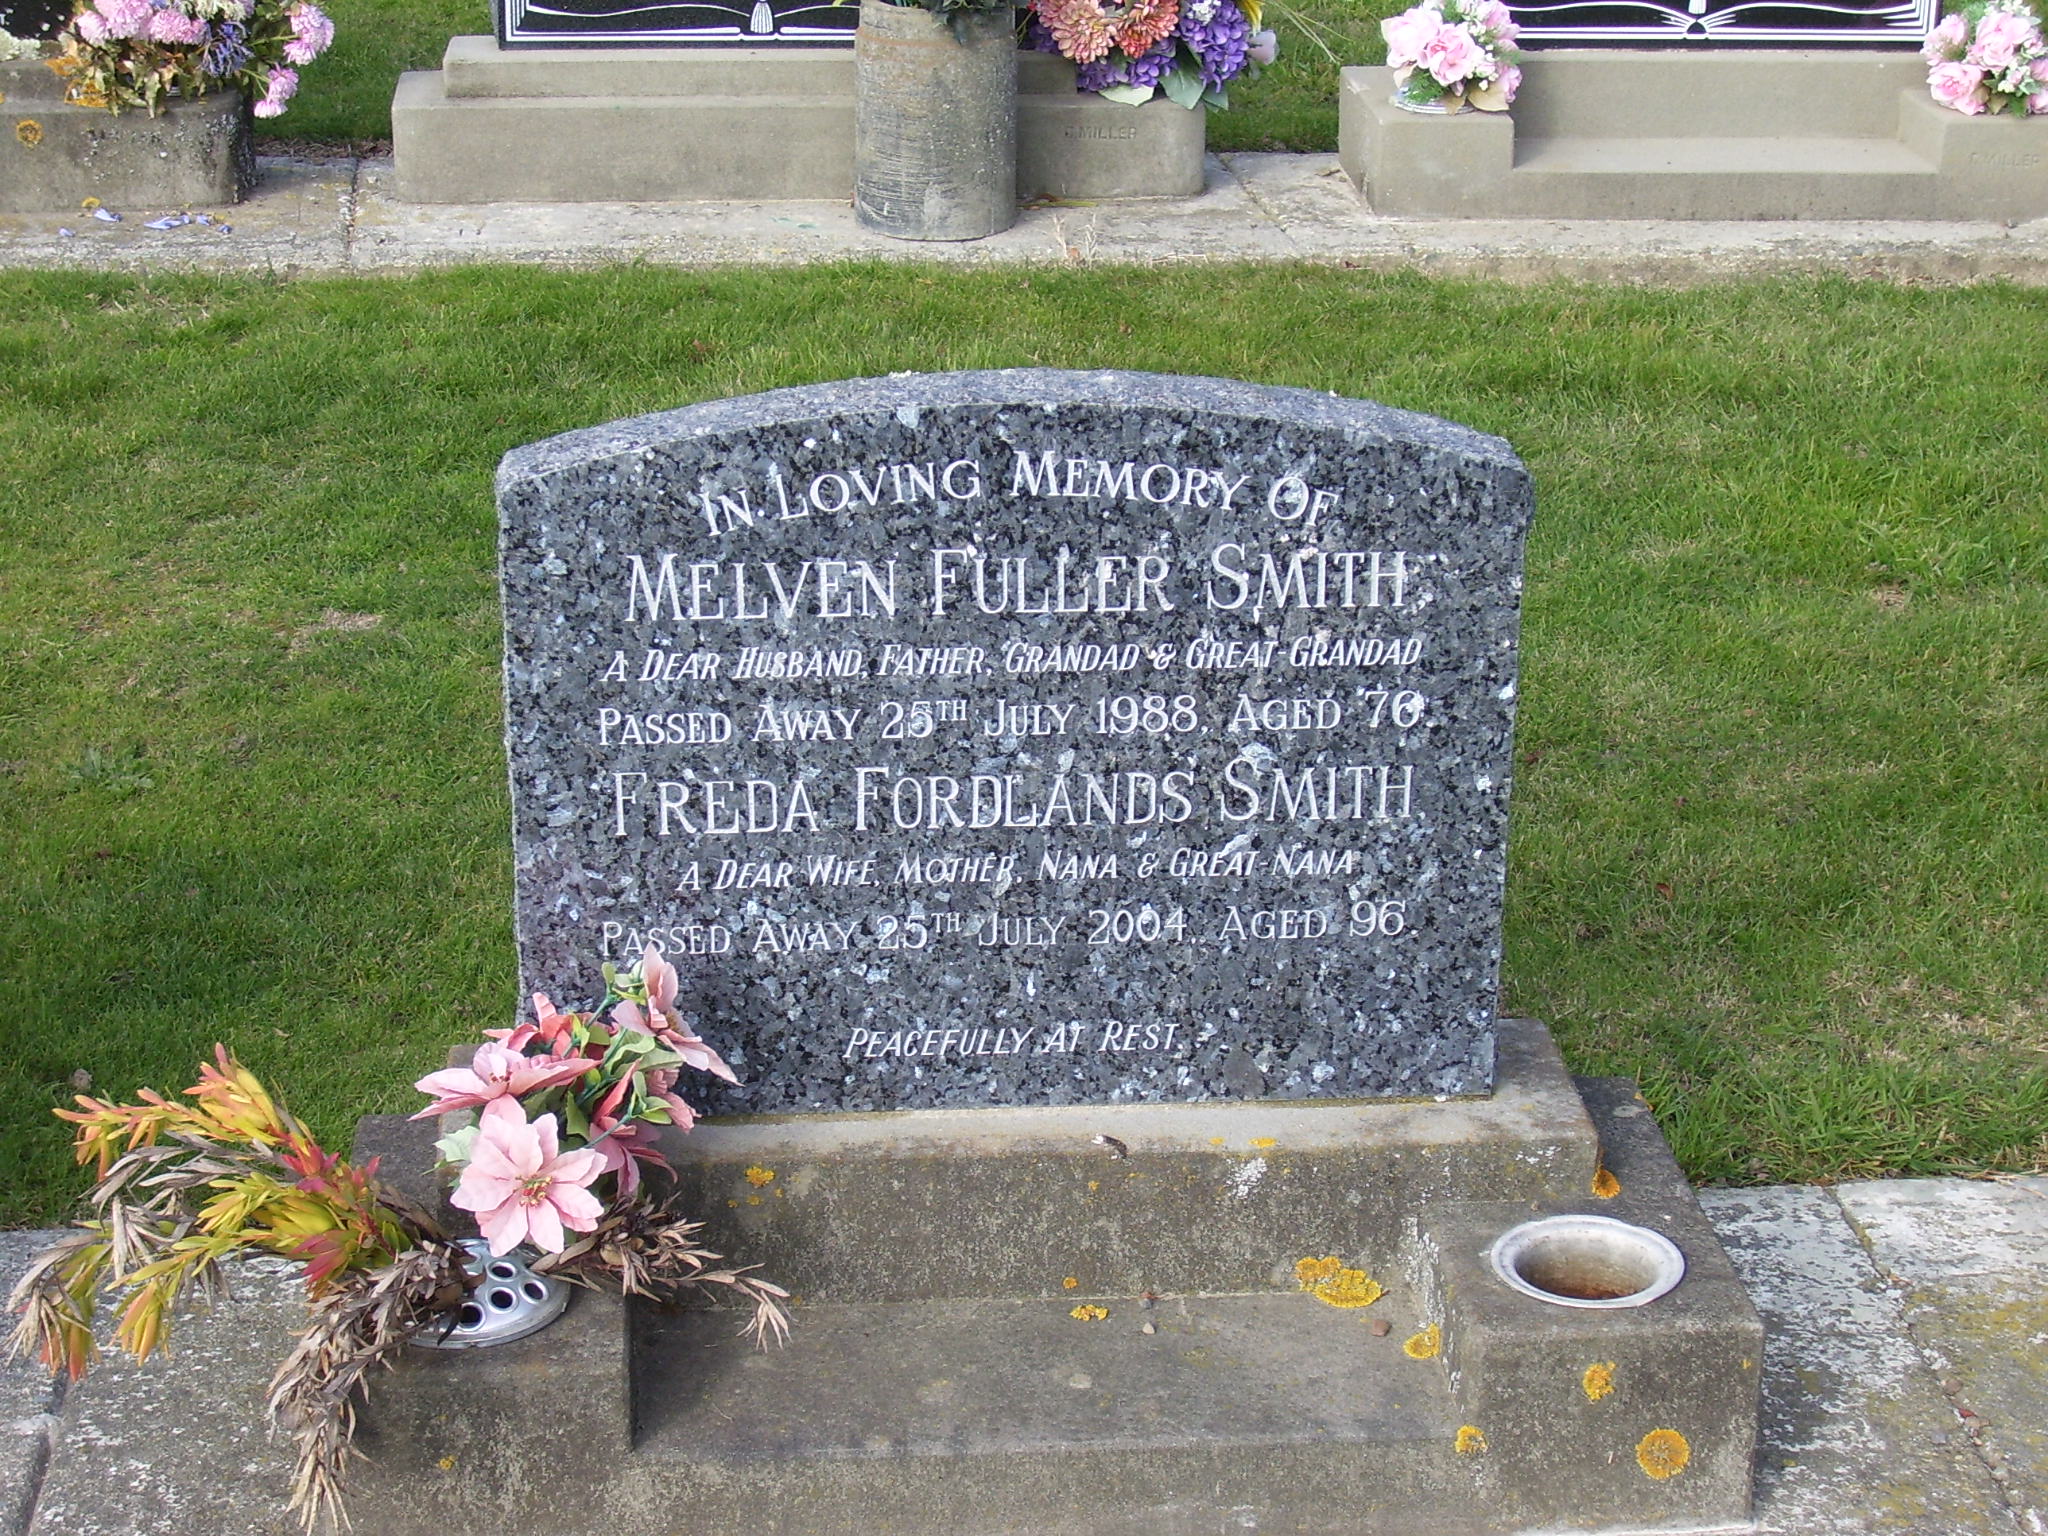 F. MILLER
F. MILLER
IN LOVING MEMORY OF
MELVEN FULLER SMITH
A DEAR HUSBAND, FATHER, GRANDAD & GREAT-GRANDAD
PASSED AWAY 25TH JULY 1988, AGED 76.
FREDA FORDLANDS SMITH
A DEAR WIFE, MOTHER, NANA & GREAT-NANA
PASSED AWAY 25TH JULY 2004, AGED 96.
PEACEFULLY AT REST.